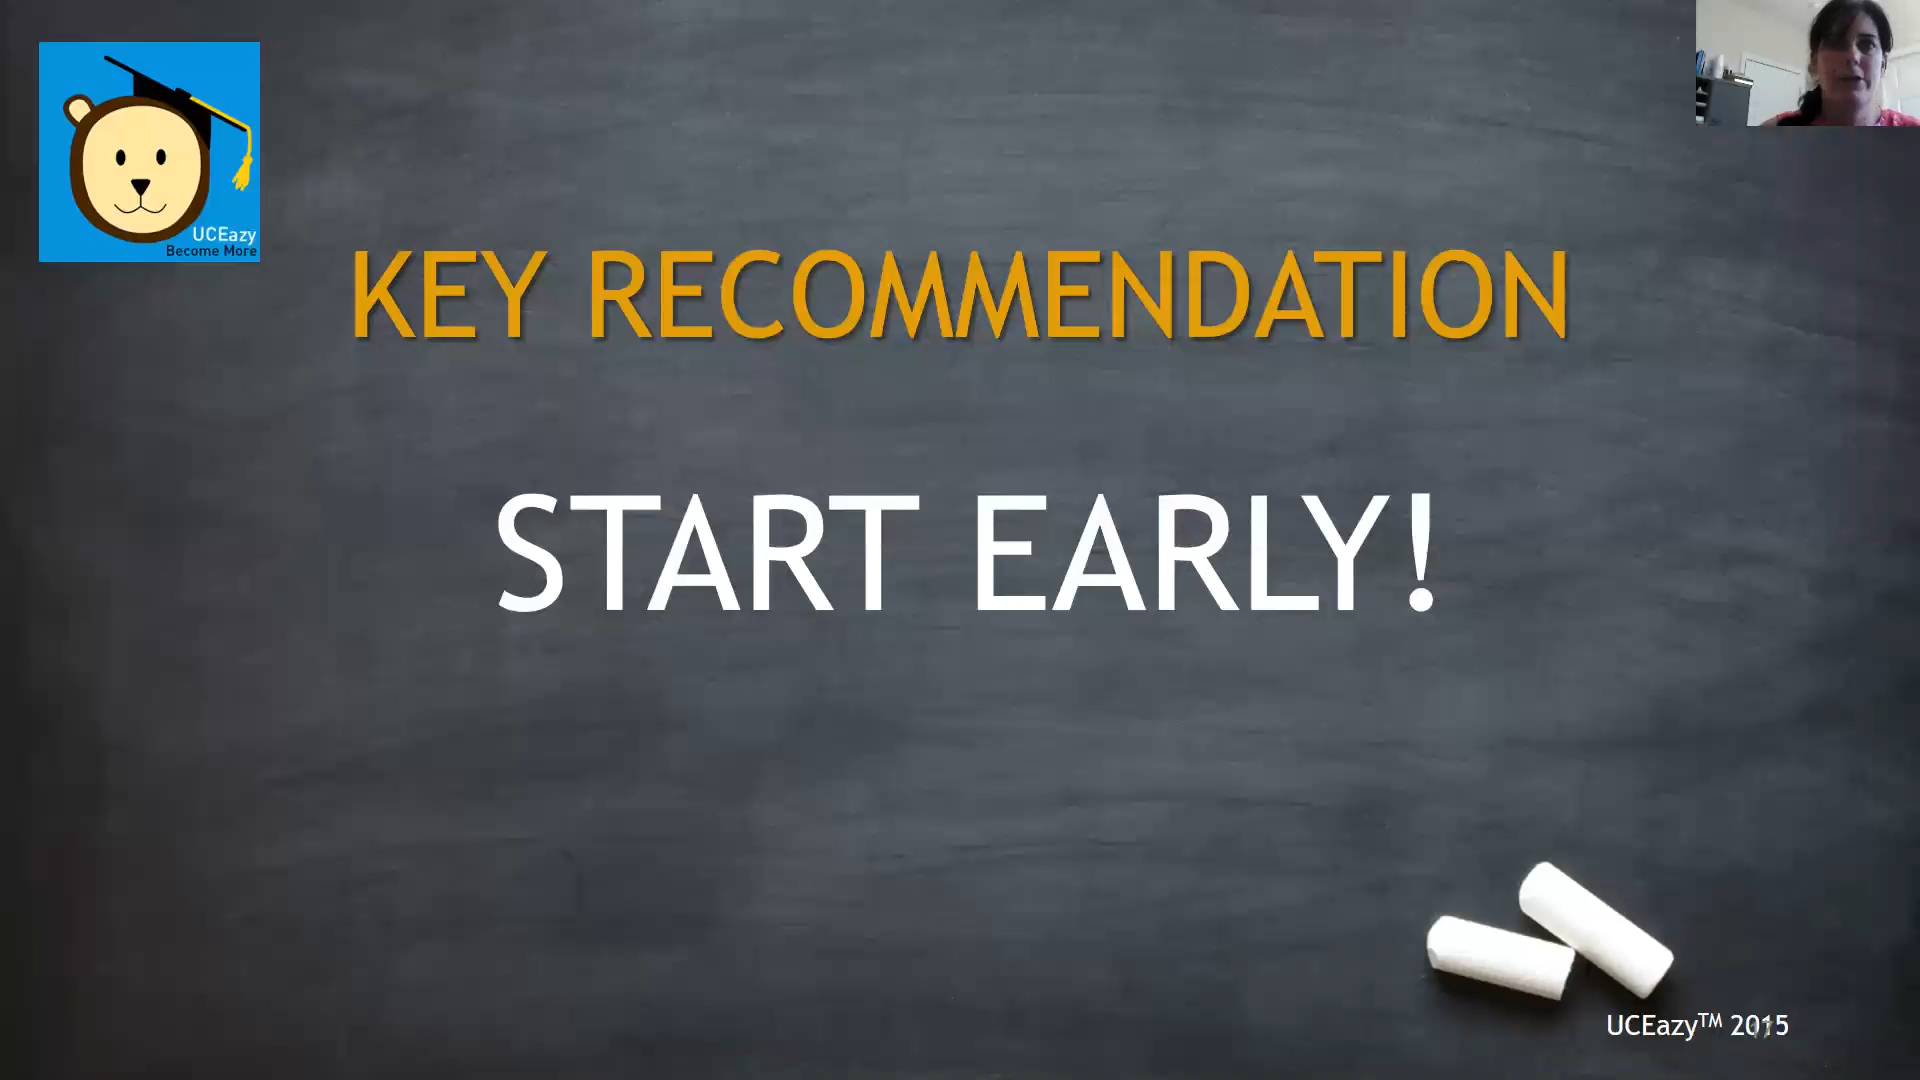 UCEazy
Become More
KEY RECOMMENDATION
START EARLY!
UCEazy™ 2015